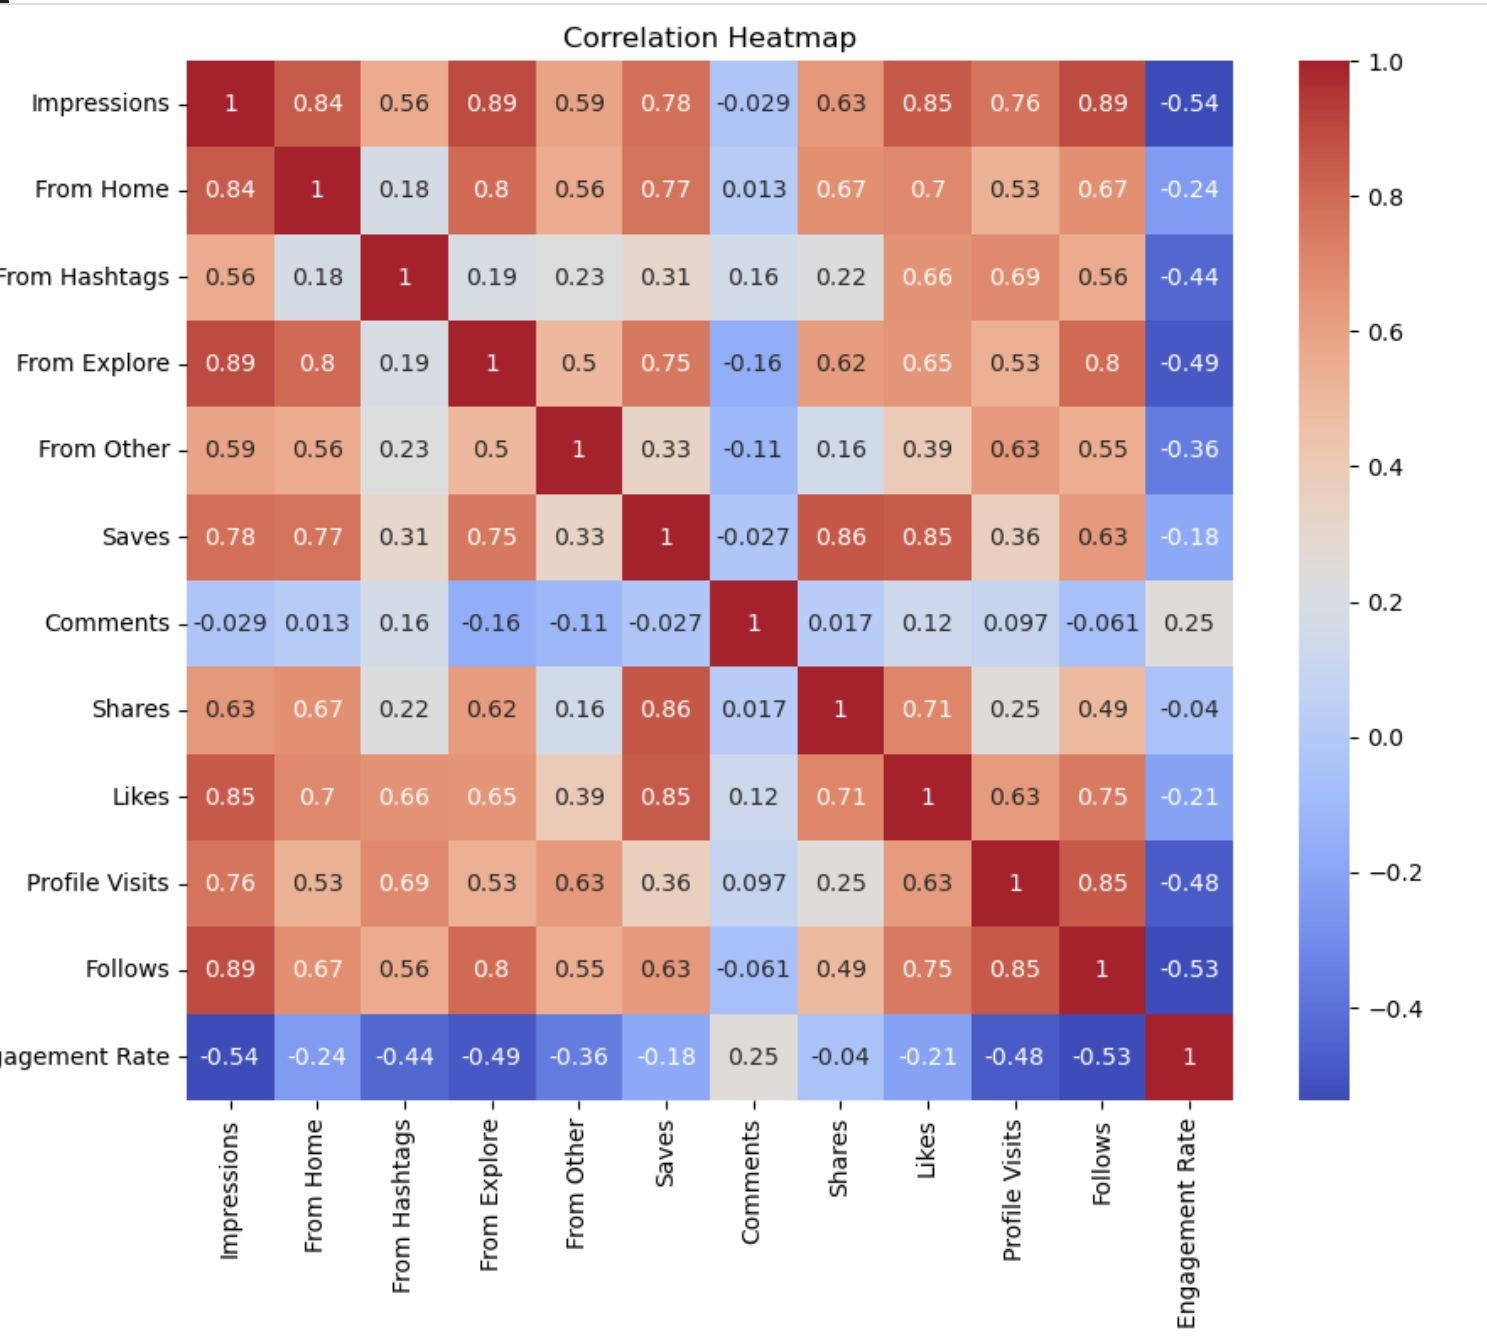 Correlation Heatmap
Impressions 1 0.84 0.56 0.89 0.59 0.78 -0.029 0.63 0.85 0.76 0.89 -0.54
From Home 0.84 1 0.18 0.8 0.56 0.77 0.013 0.67 0.7 0.53 0.67 -0.24
From Hashtags 0.56 0.18 1 0.19 0.23 0.31 0.16 0.22 0.66 0.69 0.56 -0.44
From Explore 0.89 0.8 0.19 1 0.5 0.75 -0.16 0.62 0.65 0.53 0.8 -0.49
From Other 0.59 0.56 0.23 0.5 1 0.33 -0.11 0.16 0.39 0.63 0.55 -0.36
Saves 0.78 0.77 0.31 0.75 0.33 1 -0.027 0.86 0.85 0.36 0.63 -0.18
Comments -0.029 0.013 0.16 -0.16 -0.11 -0.027 1 0.017 0.12 0.097 -0.061 0.25
Shares 0.63 0.67 0.22 0.62 0.16 0.86 0.017 1 0.71 0.25 0.49 -0.04
Likes 0.85 0.7 0.66 0.65 0.39 0.85 0.12 0.71 1 0.63 0.75 -0.21
Profile Visits 0.76 0.53 0.69 0.53 0.63 0.36 0.097 0.25 0.63 1 0.85 -0.48
Follows 0.89 0.67 0.56 0.8 0.55 0.63 -0.061 0.49 0.75 0.85 1 -0.53
gagement Rate -0.54 -0.24 -0.44 -0.49 -0.36 -0.18 0.25 -0.04 -0.21 -0.48 -0.53 1
Impressions
From Home
From Hashtags
From Explore
From Other
Saves
Comments
Shares
Likes
Profile Visits
Follows
Engagement Rate
1.0
0.8
0.6
0.4
0.2
0.0
−0.2
−0.4